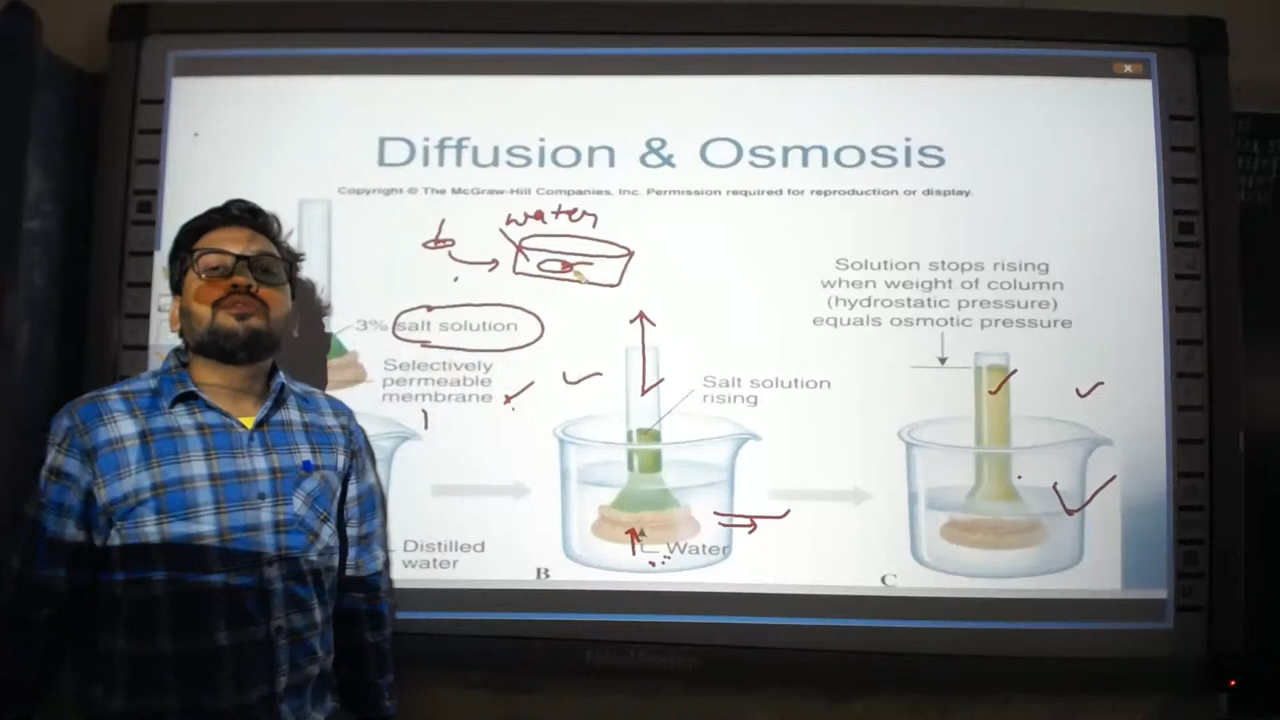 Diffusion & Osmosis
Copyright © The McGraw-Hill Companies, Inc. Permission required for reproduction or display.
water
3% salt solution
Selectively
permeable
membrane
Distilled
water
Salt solution
rising
Water
B
Solution stops rising
when weight of column
(hydrostatic pressure)
equals osmotic pressure
C